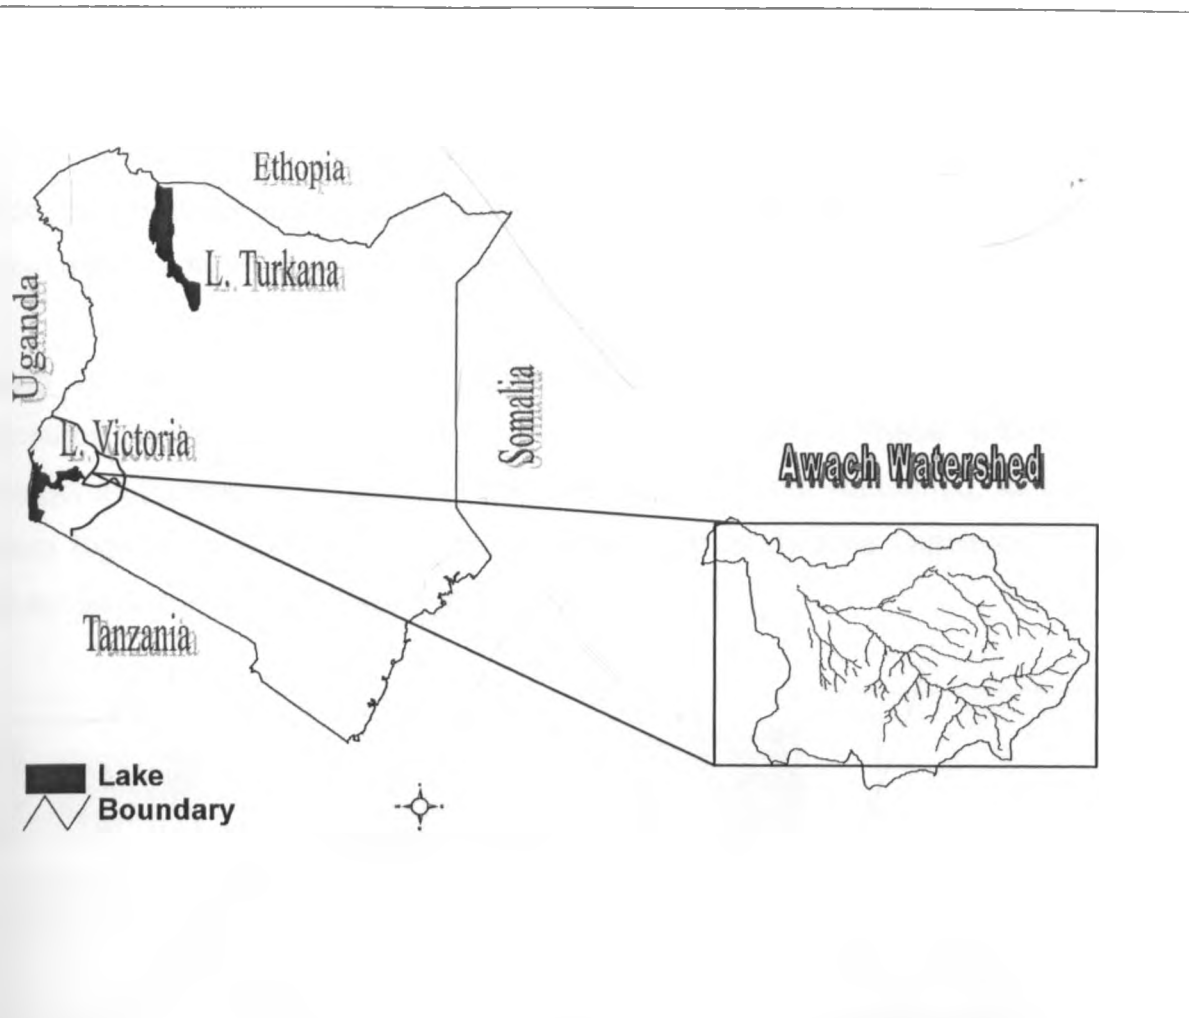 Ethopia
L. Turkana
Uganda
Somalia
L. Victoria
Awach Watershed
Tanzania
Lake
Boundary